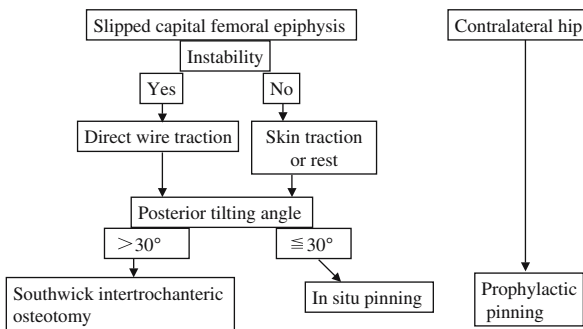 Slipped capital femoral epiphysis
Instability
Yes
No
Direct wire traction
Skin traction
or rest
Posterior tilting angle
>30°
≦30°
Southwick intertrochanteric
osteotomy
In situ pinning
Contralateral hip
Prophylactic
pinning